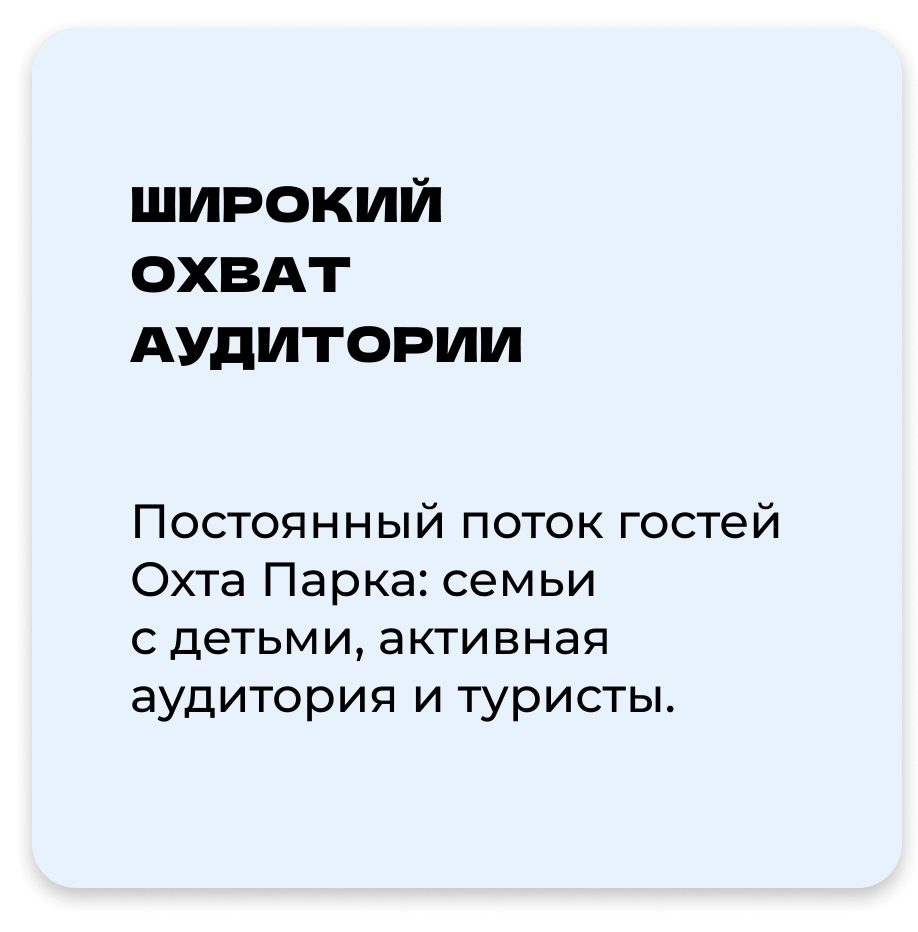 ШИРОКИЙ
ОХВАТ
АУДИТОРИИ
Постоянный поток гостей
Охта Парка: семьи
с детьми, активная
аудитория и туристы.